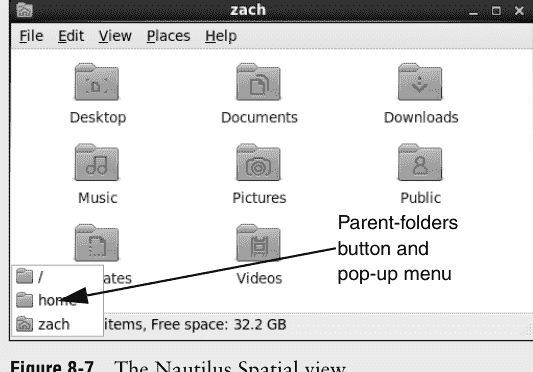 zach
File Edit View Places Help
Desktop Documents Downloads
Music Pictures Public
Parent-folders
button and
pop-up menu
ates Videos
/
home
zach items, Free space: 32.2 GB
Figure 8-7 The Nautilus Spatial view